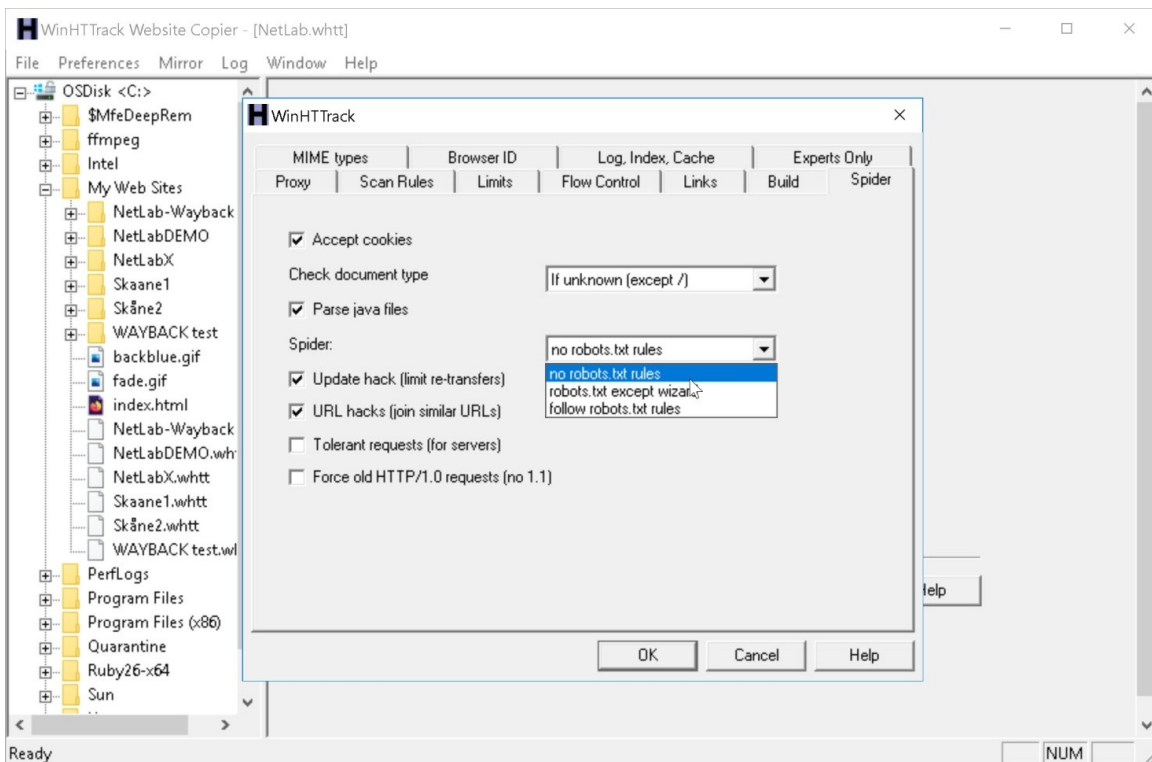 WinHTTrack Website Copier - [NetLab.whtt]
File Preferences Mirror Log Window Help
OSDisk <C:>
$MfeDeepRem
ffmpeg
Intel
My Web Sites
NetLab-Wayback
NetLabDEMO
NetLabX
Skaane1
Skåne2
WAYBACK test
backblue.gif
fade.gif
index.html
NetLab-Wayback
NetLabDEMO.wh
NetLabX.whtt
Skaane1.whtt
Skåne2.whtt
WAYBACK test.wl
PerfLogs
Program Files
Program Files (x86)
Quarantine
Ruby26-x64
Sun
WinHTTrack
MIME types Browser ID Log, Index, Cache Experts Only
Proxy Scan Rules Limits Flow Control Links Build Spider
Accept cookies
Check document type If unknown (except /)
Parse java files
Spider: no robots.txt rules
no robots.txt rules
robots.txt except wizard
follow robots.txt rules
Update hack (limit re-transfers)
URL hacks (join similar URLs)
Tolerant requests (for servers)
Force old HTTP/1.0 requests (no 1.1)
OK Cancel Help
Help
Ready NUM